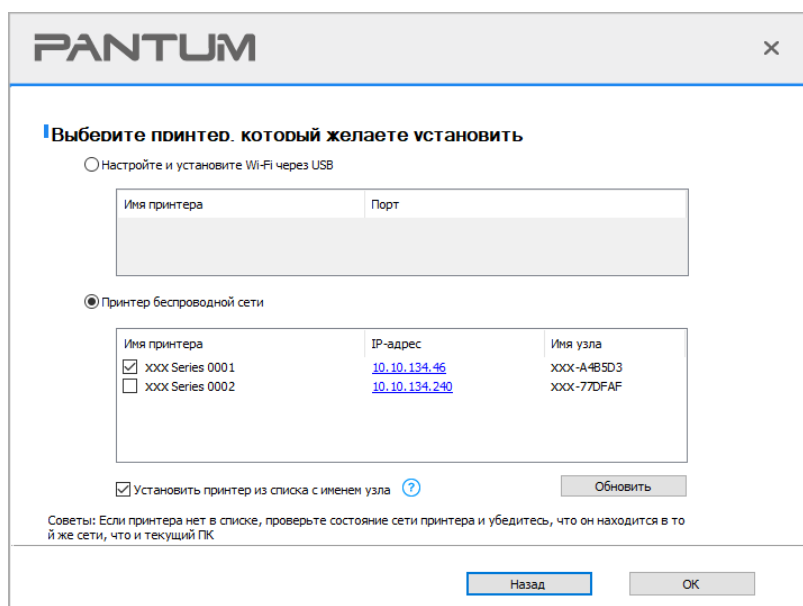 PANTUM
Выберите принтер, который желаете установить
Настройте и установите Wi-Fi через USB
Имя принтера Порт
Принтер беспроводной сети
Имя принтера IP-адрес Имя узла
XXX Series 0001 10.10.134.46 XXX-A4B5D3
XXX Series 0002 10.10.134.240 XXX-77DFAF
Установить принтер из списка с именем узла ?
Обновить
Советы: Если принтера нет в списке, проверьте состояние сети принтера и убедитесь, что он находится в то
й же сети, что и текущий ПК
Назад OK